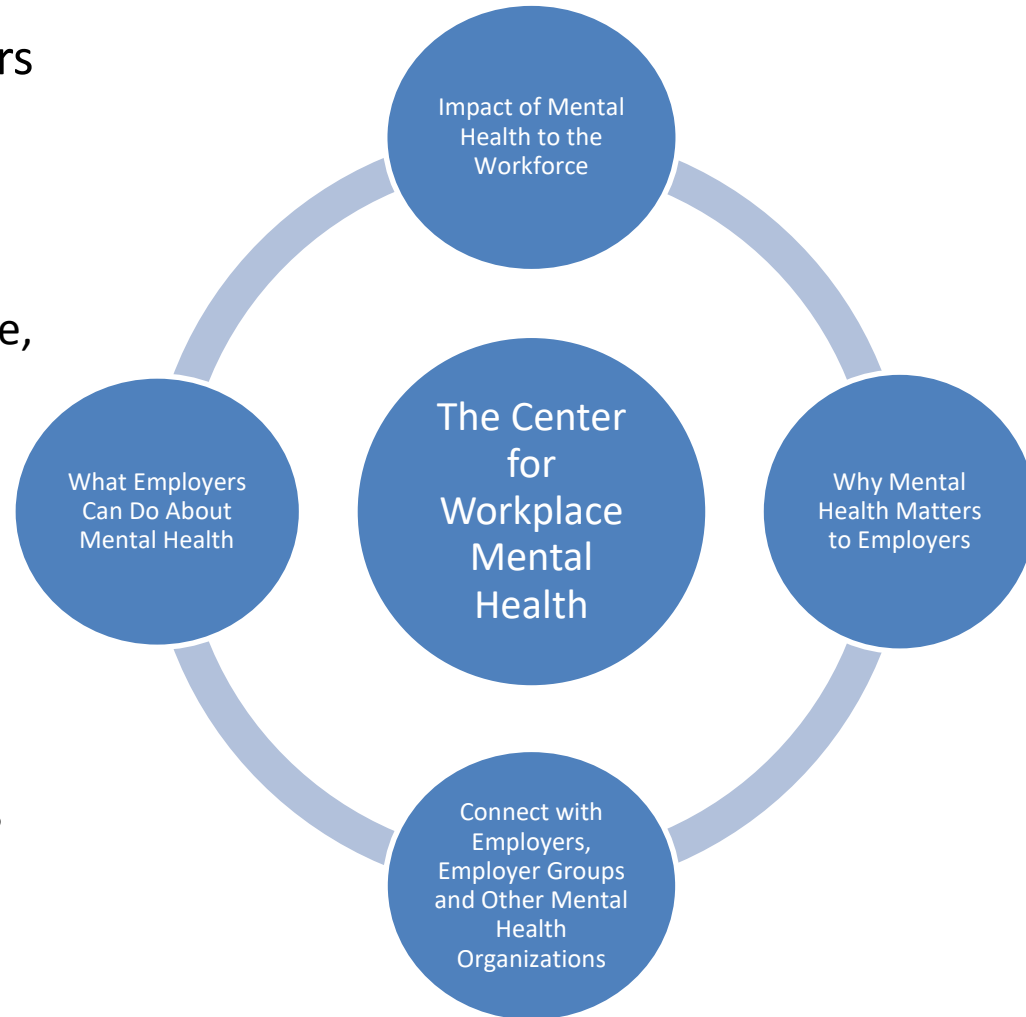 rs
Impact of Mental
Health to the
Workforce
e,
The Center
for
Workplace
Mental
Health
What Employers
Can Do About
Mental Health
Why Mental
Health Matters
to Employers
Connect with
Employers,
Employer Groups
and Other Mental
Health
Organizations